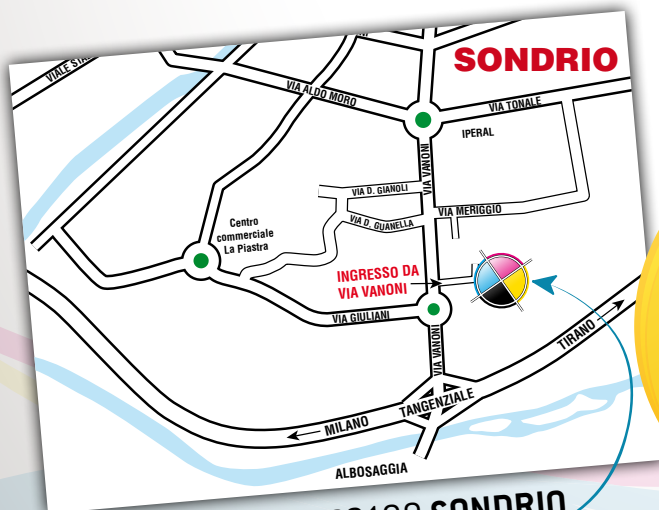 SONDRIO
VIA ALDO MORO
VIA TONALE
IPERAL
VIA VANONI
VIA D. GIANOLI
VIA D. GUANELLA
VIA MERIGGIO
Centro
commerciale
La Piastra
INGRESSO DA
VIA VANONI
VIA GIULIANI
VIA VANONI
TIRANO
TANGENZIALE
MILANO
ALBOSAGGIA
SONDRIO